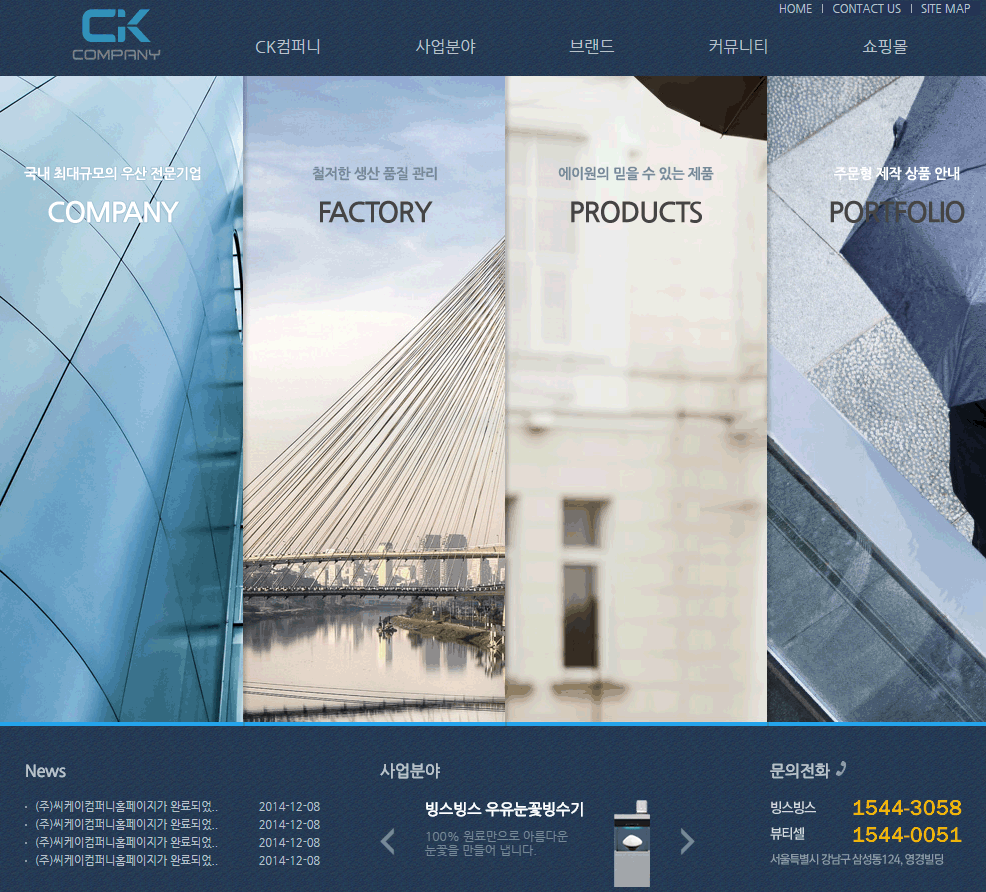 HOME | CONTACT US | SITE MAP
CK
COMPANY
CK컴퍼니 사업분야 브랜드 커뮤니티 쇼핑몰
국내 최대규모의 우산 전문기업
COMPANY
철저한 생산 품질 관리
FACTORY
에이원의 믿을 수 있는 제품
PRODUCTS
주문형 제작 상품 안내
PORTFOLIO
News
· (주)씨케이컴퍼니홈페이지가 완료되었.. 2014-12-08
· (주)씨케이컴퍼니홈페이지가 완료되었.. 2014-12-08
· (주)씨케이컴퍼니홈페이지가 완료되었.. 2014-12-08
· (주)씨케이컴퍼니홈페이지가 완료되었.. 2014-12-08
사업분야
빙스빙스 우유눈꽃빙수기
100% 원료만으로 아름다운
눈꽃을 만들어 냅니다.
문의전화
빙스빙스 1544-3058
뷰티셀 1544-0051
서울특별시 강남구 삼성동124, 영경빌딩